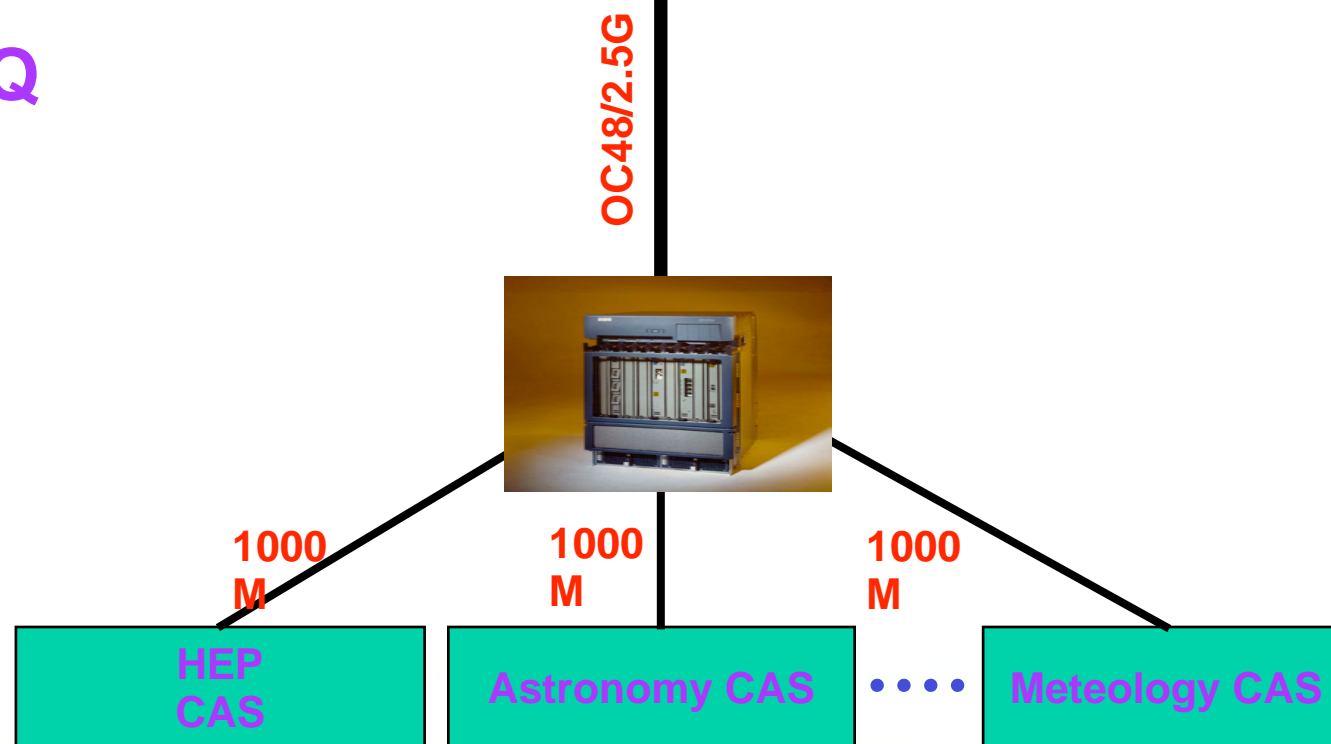 Q
OC48/2.5G
1000
M
1000
M
1000
M
HEP
CAS
Astronomy CAS
Meteology CAS